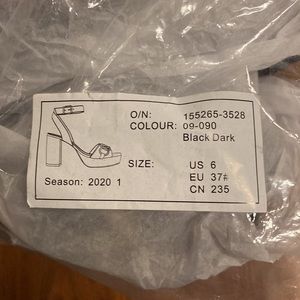 O/N: 155265-3528
COLOUR: 09-090
Black Dark
SIZE: US 6
EU 37#
CN 235
Season: 2020 1